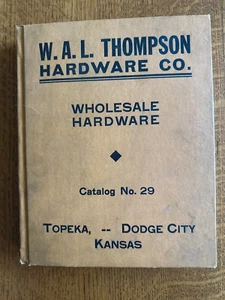 W. A. L. THOMPSON
HARDWARE CO.
WHOLESALE
HARDWARE
Catalog No. 29
TOPEKA, -- DODGE CITY
KANSAS